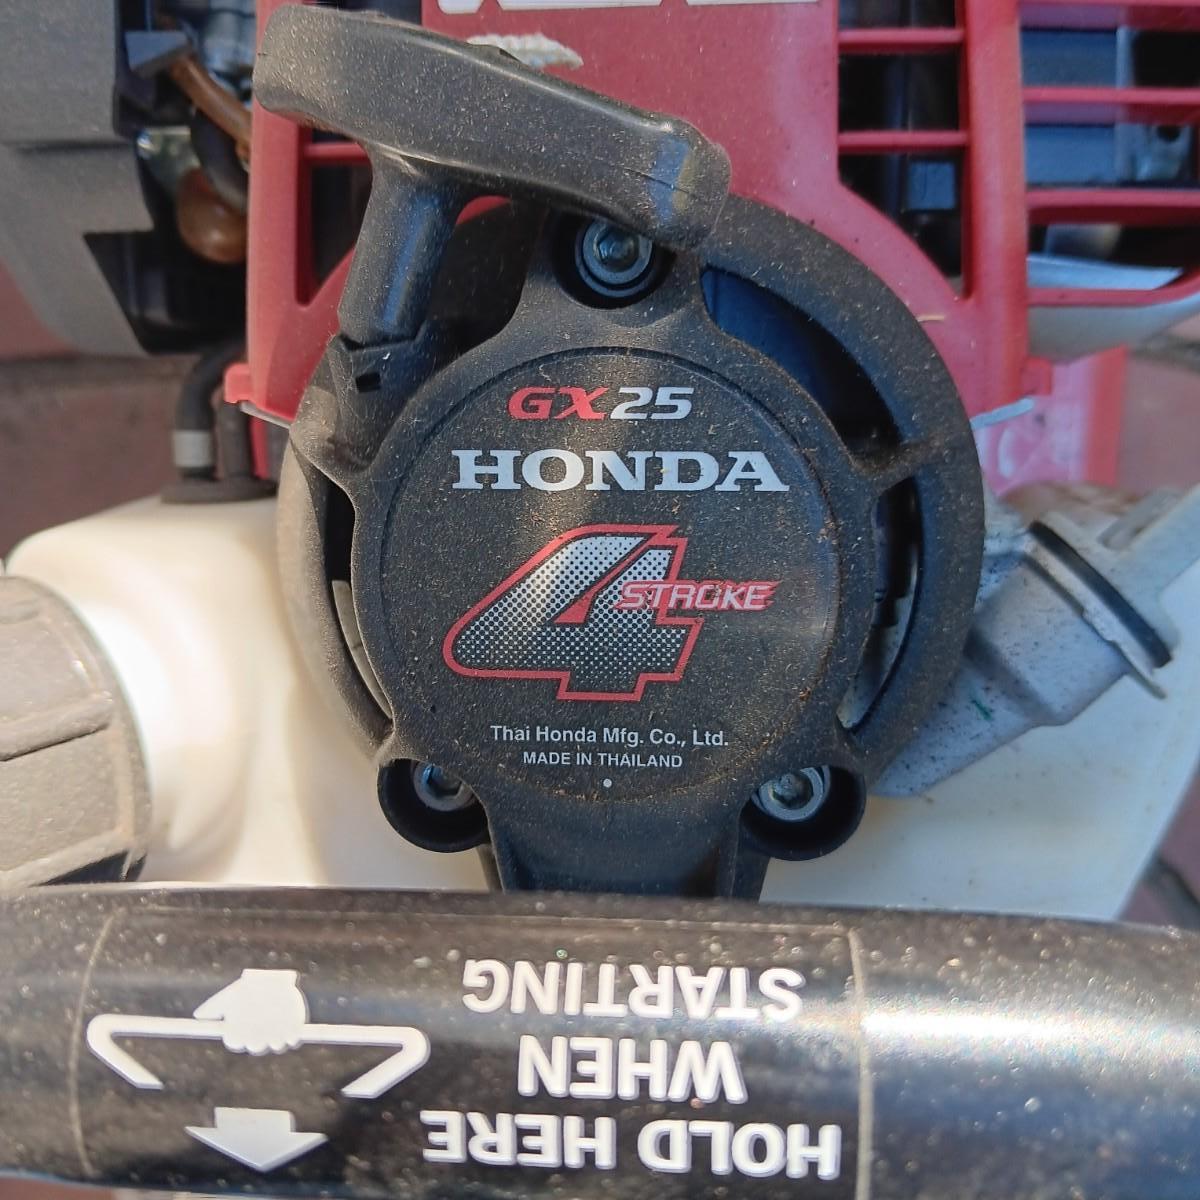 GX25
HONDA
4
STROKE
Thai Honda Mfg. Co., Ltd.
MADE IN THAILAND
HOLD HERE
WHEN
STARTING